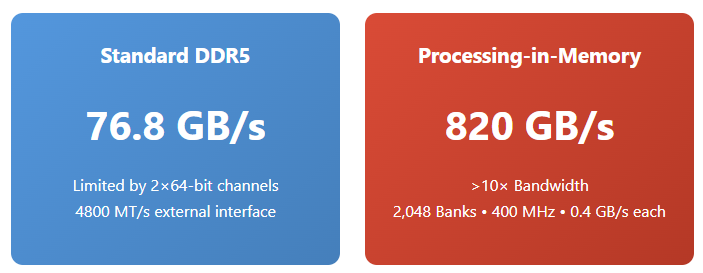 Standard DDR5
76.8 GB/s
Limited by 2×64-bit channels
4800 MT/s external interface
Processing-in-Memory
820 GB/s
>10× Bandwidth
2,048 Banks • 400 MHz • 0.4 GB/s each